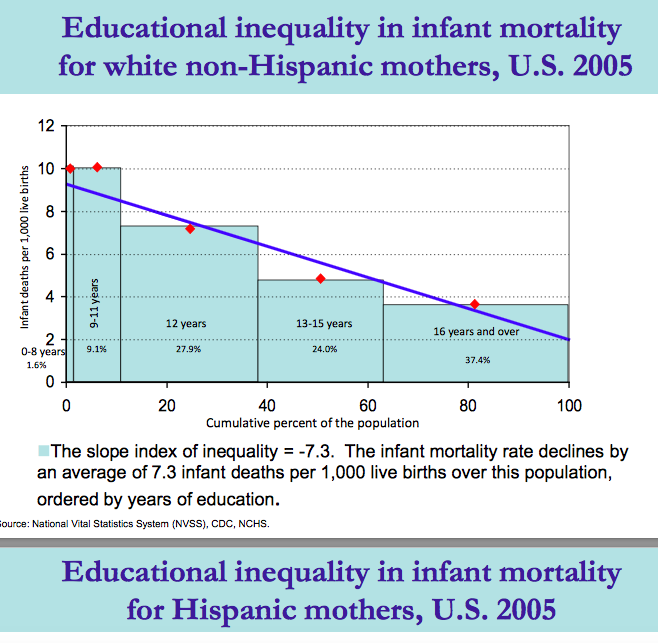 Educational inequality in infant mortality
for white non-Hispanic mothers, U.S. 2005
12
10
8
6
4
2
0
Infant deaths per 1,000 live births
0-8 years
1.6%
9-11 years
9.1%
12 years
27.9%
13-15 years
24.0%
16 years and over
37.4%
0 20 40 60 80 100
Cumulative percent of the population
The slope index of inequality = -7.3. The infant mortality rate declines by
an average of 7.3 infant deaths per 1,000 live births over this population,
ordered by years of education.
Source: National Vital Statistics System (NVSS), CDC, NCHS.
Educational inequality in infant mortality
for Hispanic mothers, U.S. 2005